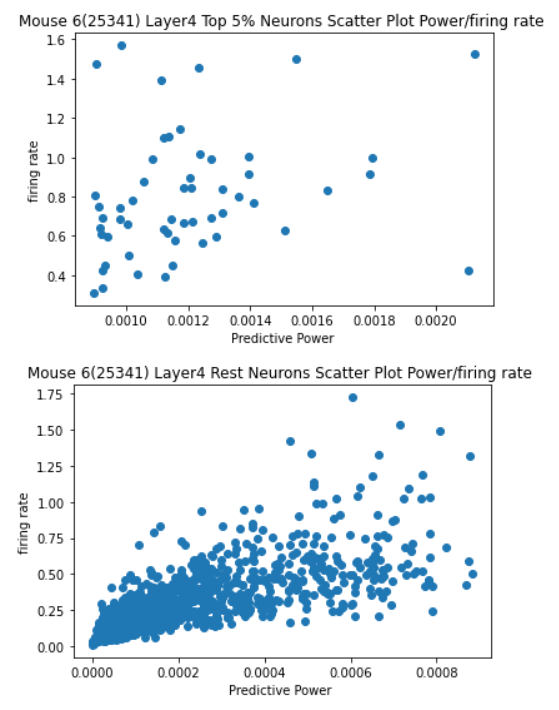 Mouse 6(25341) Layer4 Top 5% Neurons Scatter Plot Power/firing rate
1.6
1.4
1.2
1.0
0.8
0.6
0.4
firing rate
0.0010 0.0012 0.0014 0.0016 0.0018 0.0020
Predictive Power
Mouse 6(25341) Layer4 Rest Neurons Scatter Plot Power/firing rate
1.75
1.50
1.25
1.00
0.75
0.50
0.25
0.00
firing rate
0.0000 0.0002 0.0004 0.0006 0.0008
Predictive Power